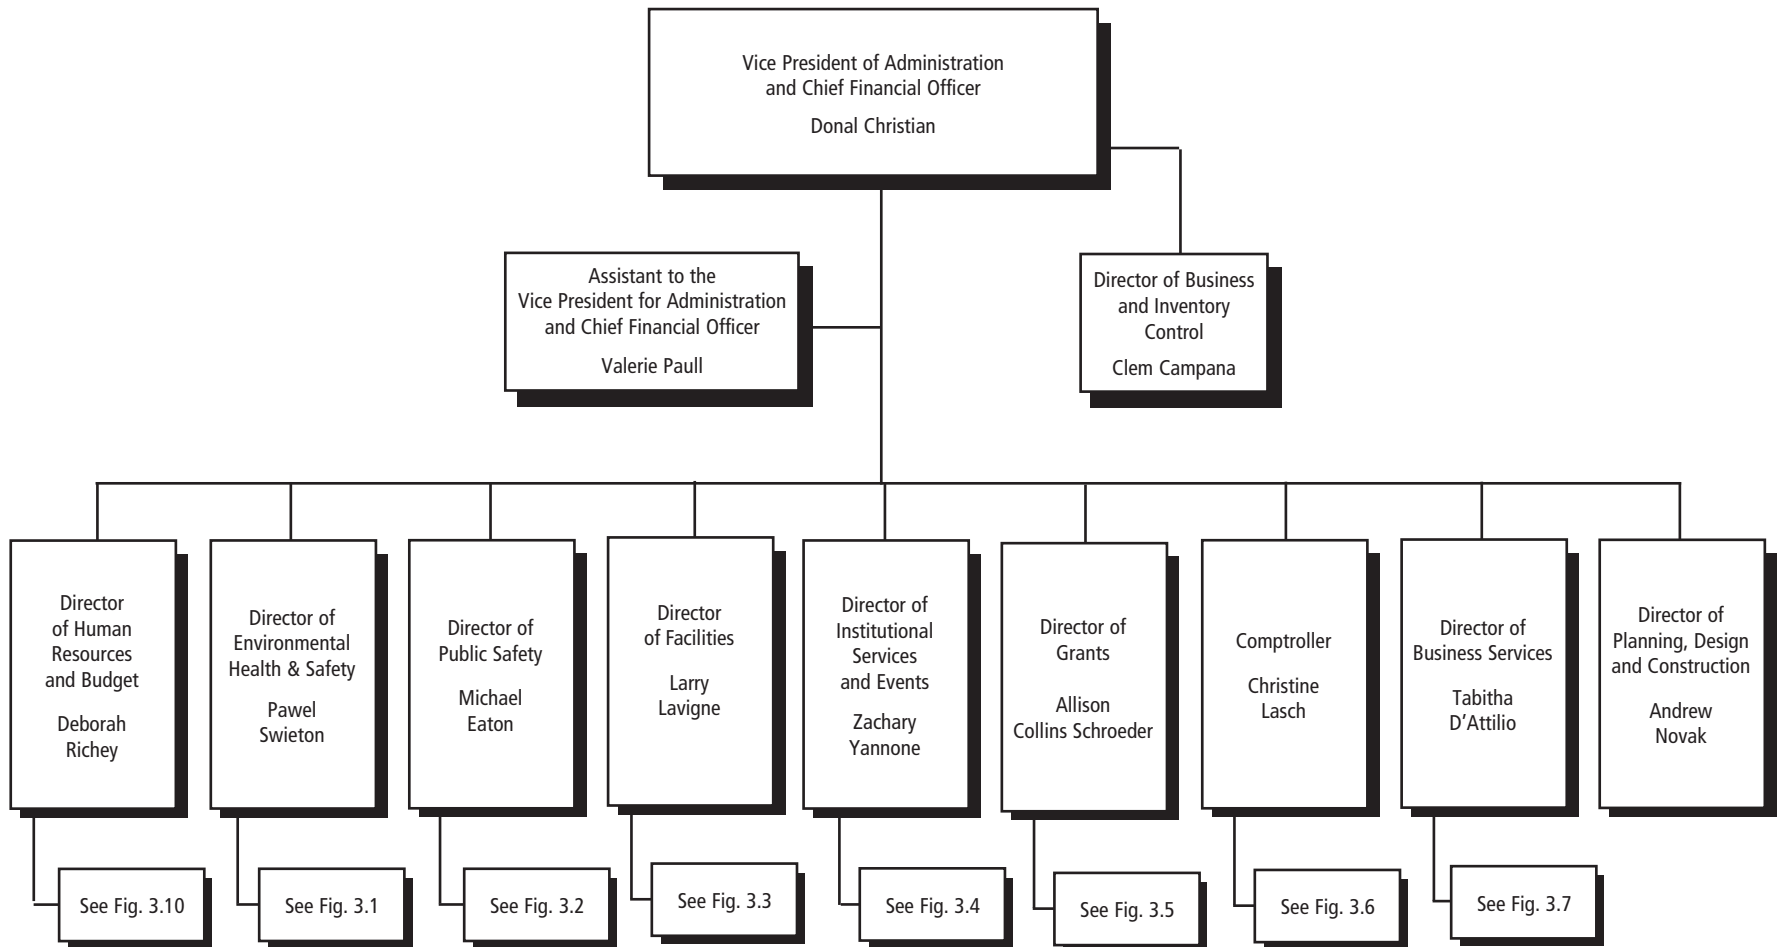 Vice President of Administration
and Chief Financial Officer
Donal Christian
Assistant to the
Vice President for Administration
and Chief Financial Officer
Valerie Paull
Director of Business
and Inventory
Control
Clem Campana
Director
of Human
Resources
and Budget
Deborah
Richey
Director of
Environmental
Health & Safety
Pawel
Swieton
Director of
Public Safety
Michael
Eaton
Director
of Facilities
Larry
Lavigne
Director of
Institutional
Services
and Events
Zachary
Yannone
Director of
Grants
Allison
Collins Schroeder
Comptroller
Christine
Lasch
Director of
Business Services
Tabitha
D’Attilio
Director of
Planning, Design
and Construction
Andrew
Novak
See Fig. 3.10
See Fig. 3.1
See Fig. 3.2
See Fig. 3.3
See Fig. 3.4
See Fig. 3.5
See Fig. 3.6
See Fig. 3.7